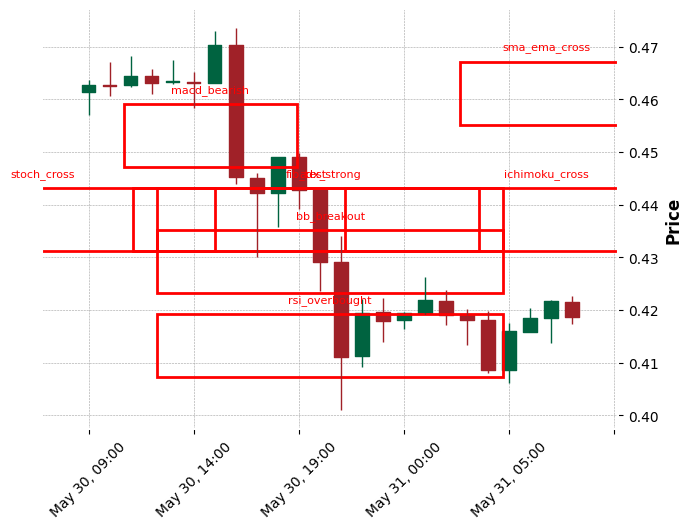 sma_ema_cross
0.47
macd_bearish
0.46
0.45
stoch_cross
ichimoku_cross
0.44
bb_breakout
Price
0.43
rsi_overbought
0.42
0.41
0.40
May 30, 09:00
May 30, 14:00
May 30, 19:00
May 31, 00:00
May 31, 05:00